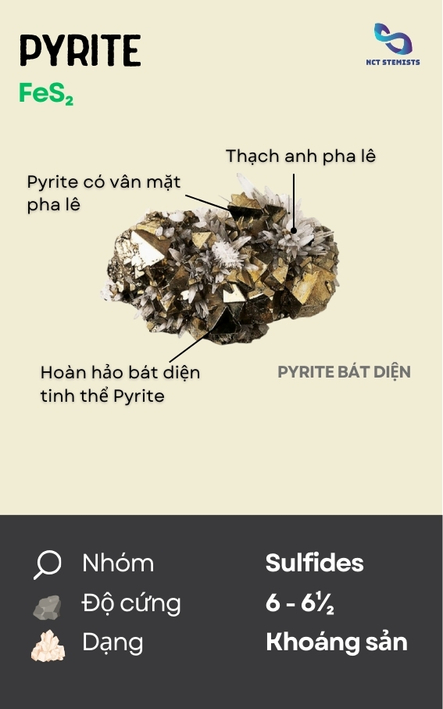 PYRITE
NCT STEMISTS
FeS₂
Thạch anh pha lê
Pyrite có vân mặt
pha lê
Hoàn hảo bát diện
tinh thể Pyrite
PYRITE BÁT DIỆN
Nhóm Sulfides
Độ cứng 6 - 6½
Dạng Khoáng sản